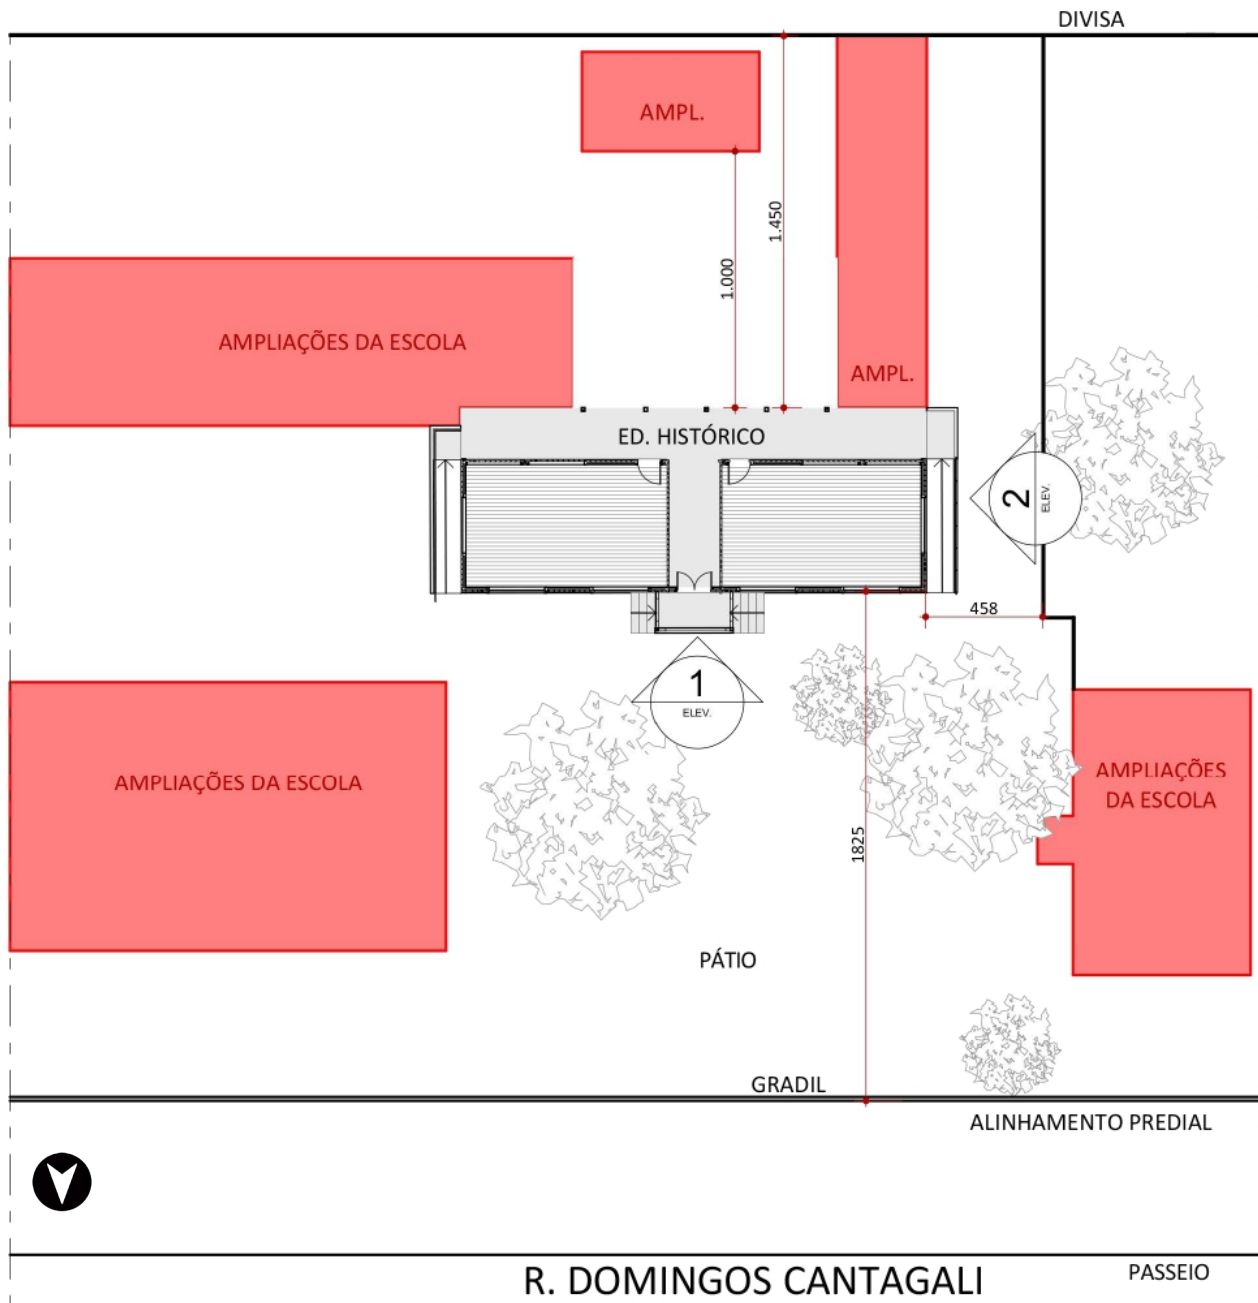 DIVISA
AMPL.
1.450
1.000
AMPLIAÇÕES DA ESCOLA
AMPL.
ED. HISTÓRICO
2
ELEV.
458
1
ELEV.
AMPLIAÇÕES DA ESCOLA
AMPLIAÇÕES
DA ESCOLA
1825
PÁTIO
GRADIL
ALINHAMENTO PREDIAL
R. DOMINGOS CANTAGALI
PASSEIO